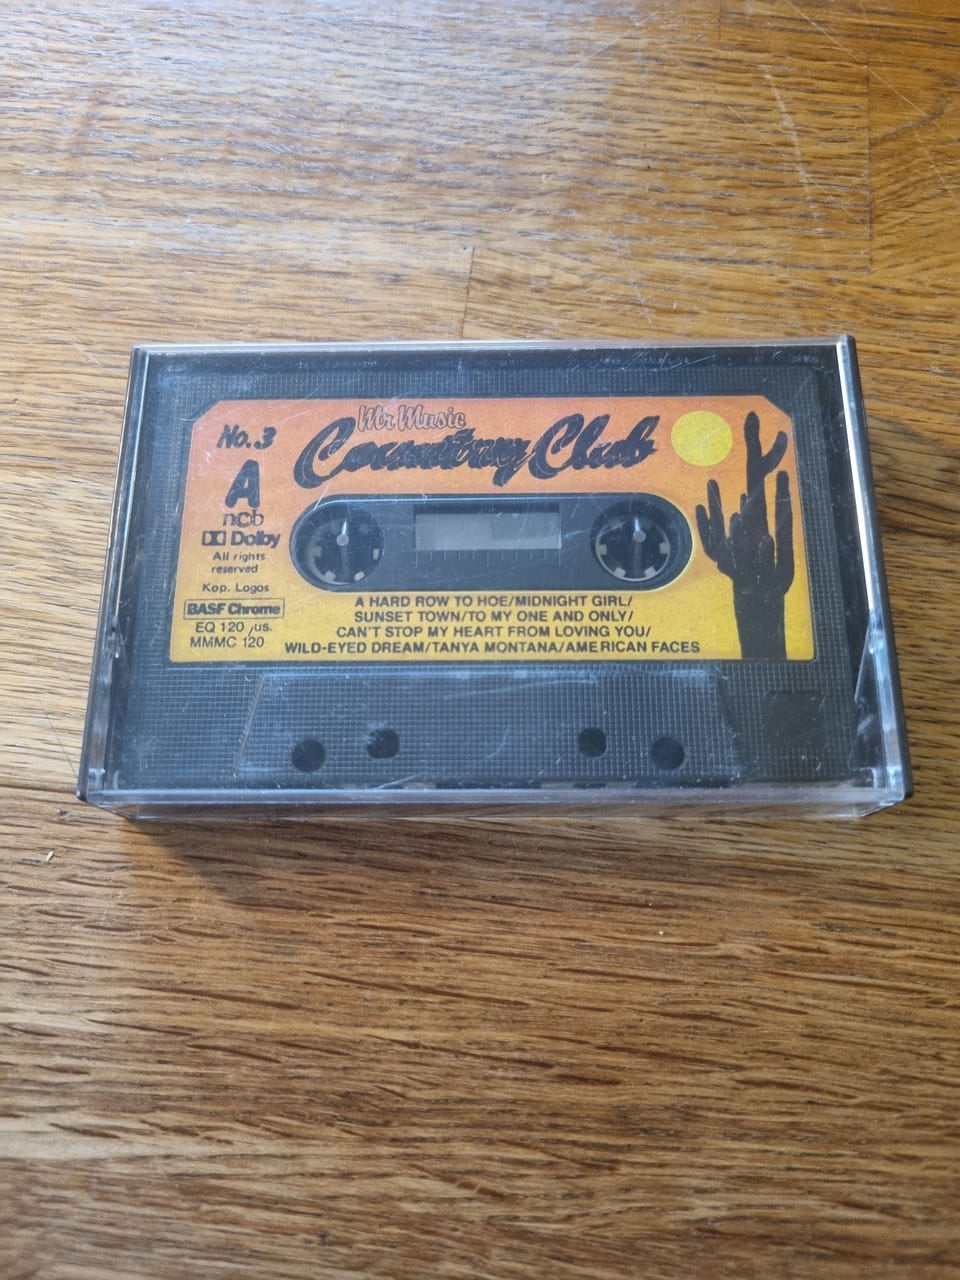 Mr Music
Country Club
No. 3
A
ncb
Dolby
All rights
reserved
Kop. Logos
BASF Chrome
EQ 120 µs.
MMMC 120
A HARD ROW TO HOE/MIDNIGHT GIRL/
SUNSET TOWN/TO MY ONE AND ONLY/
CAN'T STOP MY HEART FROM LOVING YOU/
WILD-EYED DREAM/TANYA MONTANA/AMERICAN FACES